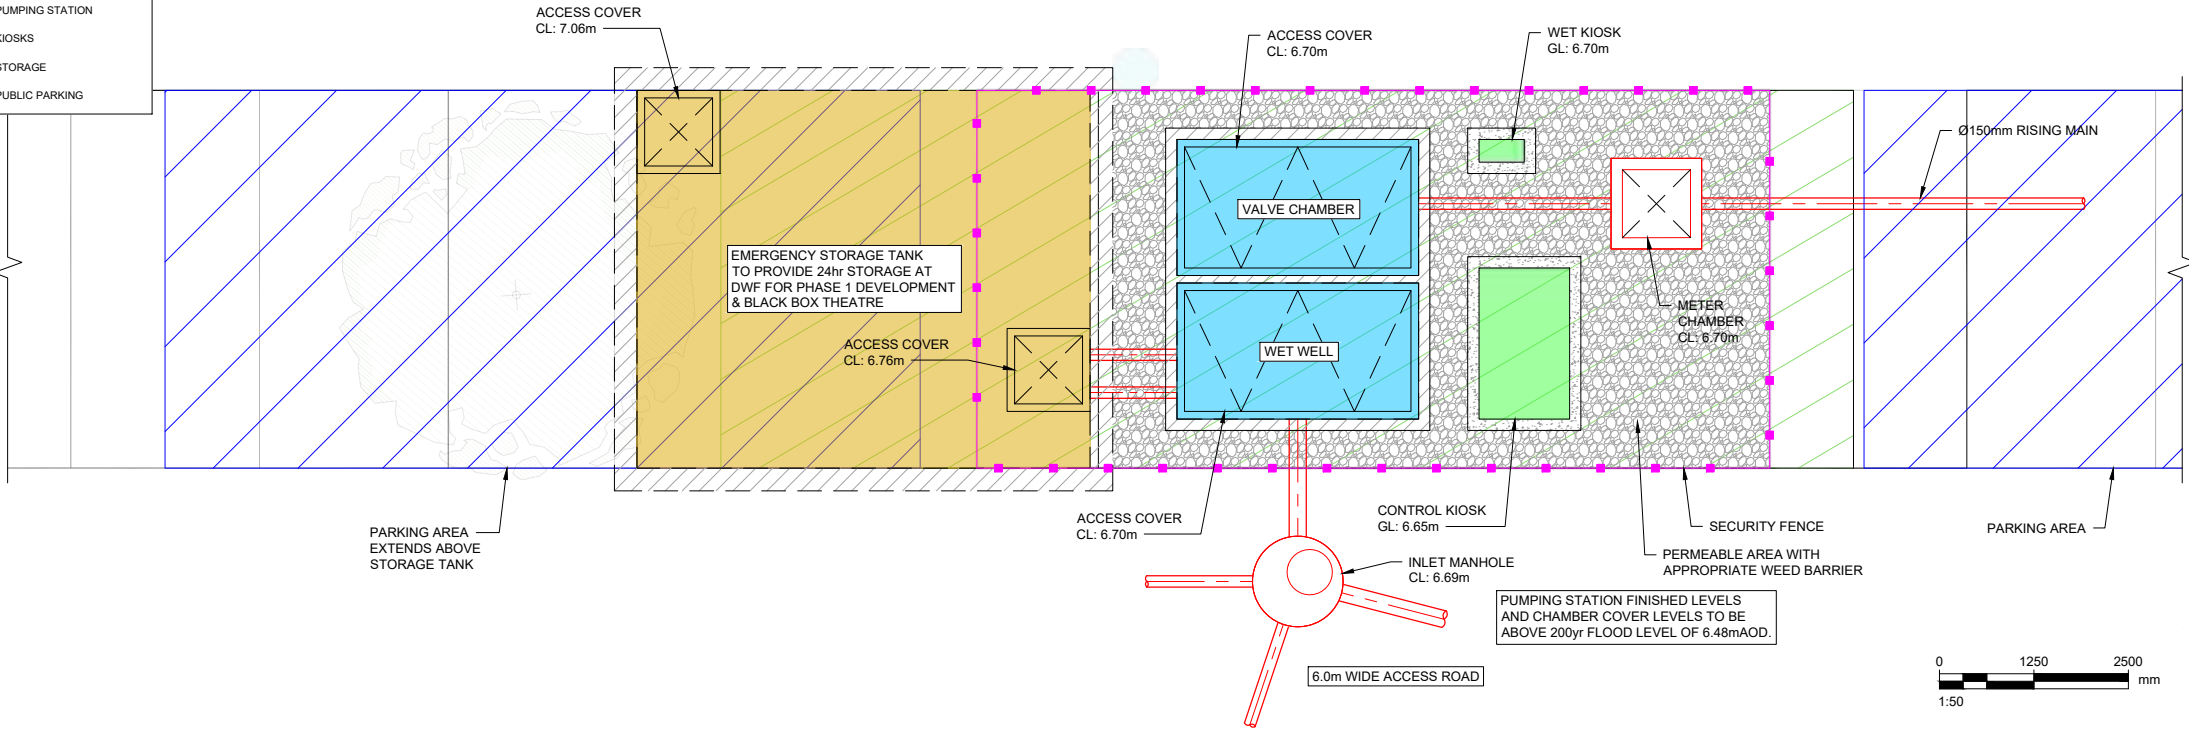 PUMPING STATION
KIOSKS
STORAGE
PUBLIC PARKING
ACCESS COVER
CL: 7.06m
ACCESS COVER
CL: 6.70m
WET KIOSK
GL: 6.70m
Ø150mm RISING MAIN
VALVE CHAMBER
EMERGENCY STORAGE TANK
TO PROVIDE 24hr STORAGE AT
DWF FOR PHASE 1 DEVELOPMENT
& BLACK BOX THEATRE
METER
CHAMBER
CL: 6.70m
ACCESS COVER
CL: 6.76m
WET WELL
PARKING AREA
EXTENDS ABOVE
STORAGE TANK
ACCESS COVER
CL: 6.70m
CONTROL KIOSK
GL: 6.65m
SECURITY FENCE
PARKING AREA
PERMEABLE AREA WITH
APPROPRIATE WEED BARRIER
INLET MANHOLE
CL: 6.69m
PUMPING STATION FINISHED LEVELS
AND CHAMBER COVER LEVELS TO BE
ABOVE 200yr FLOOD LEVEL OF 6.48mAOD.
6.0m WIDE ACCESS ROAD
0 1250 2500
mm
1:50